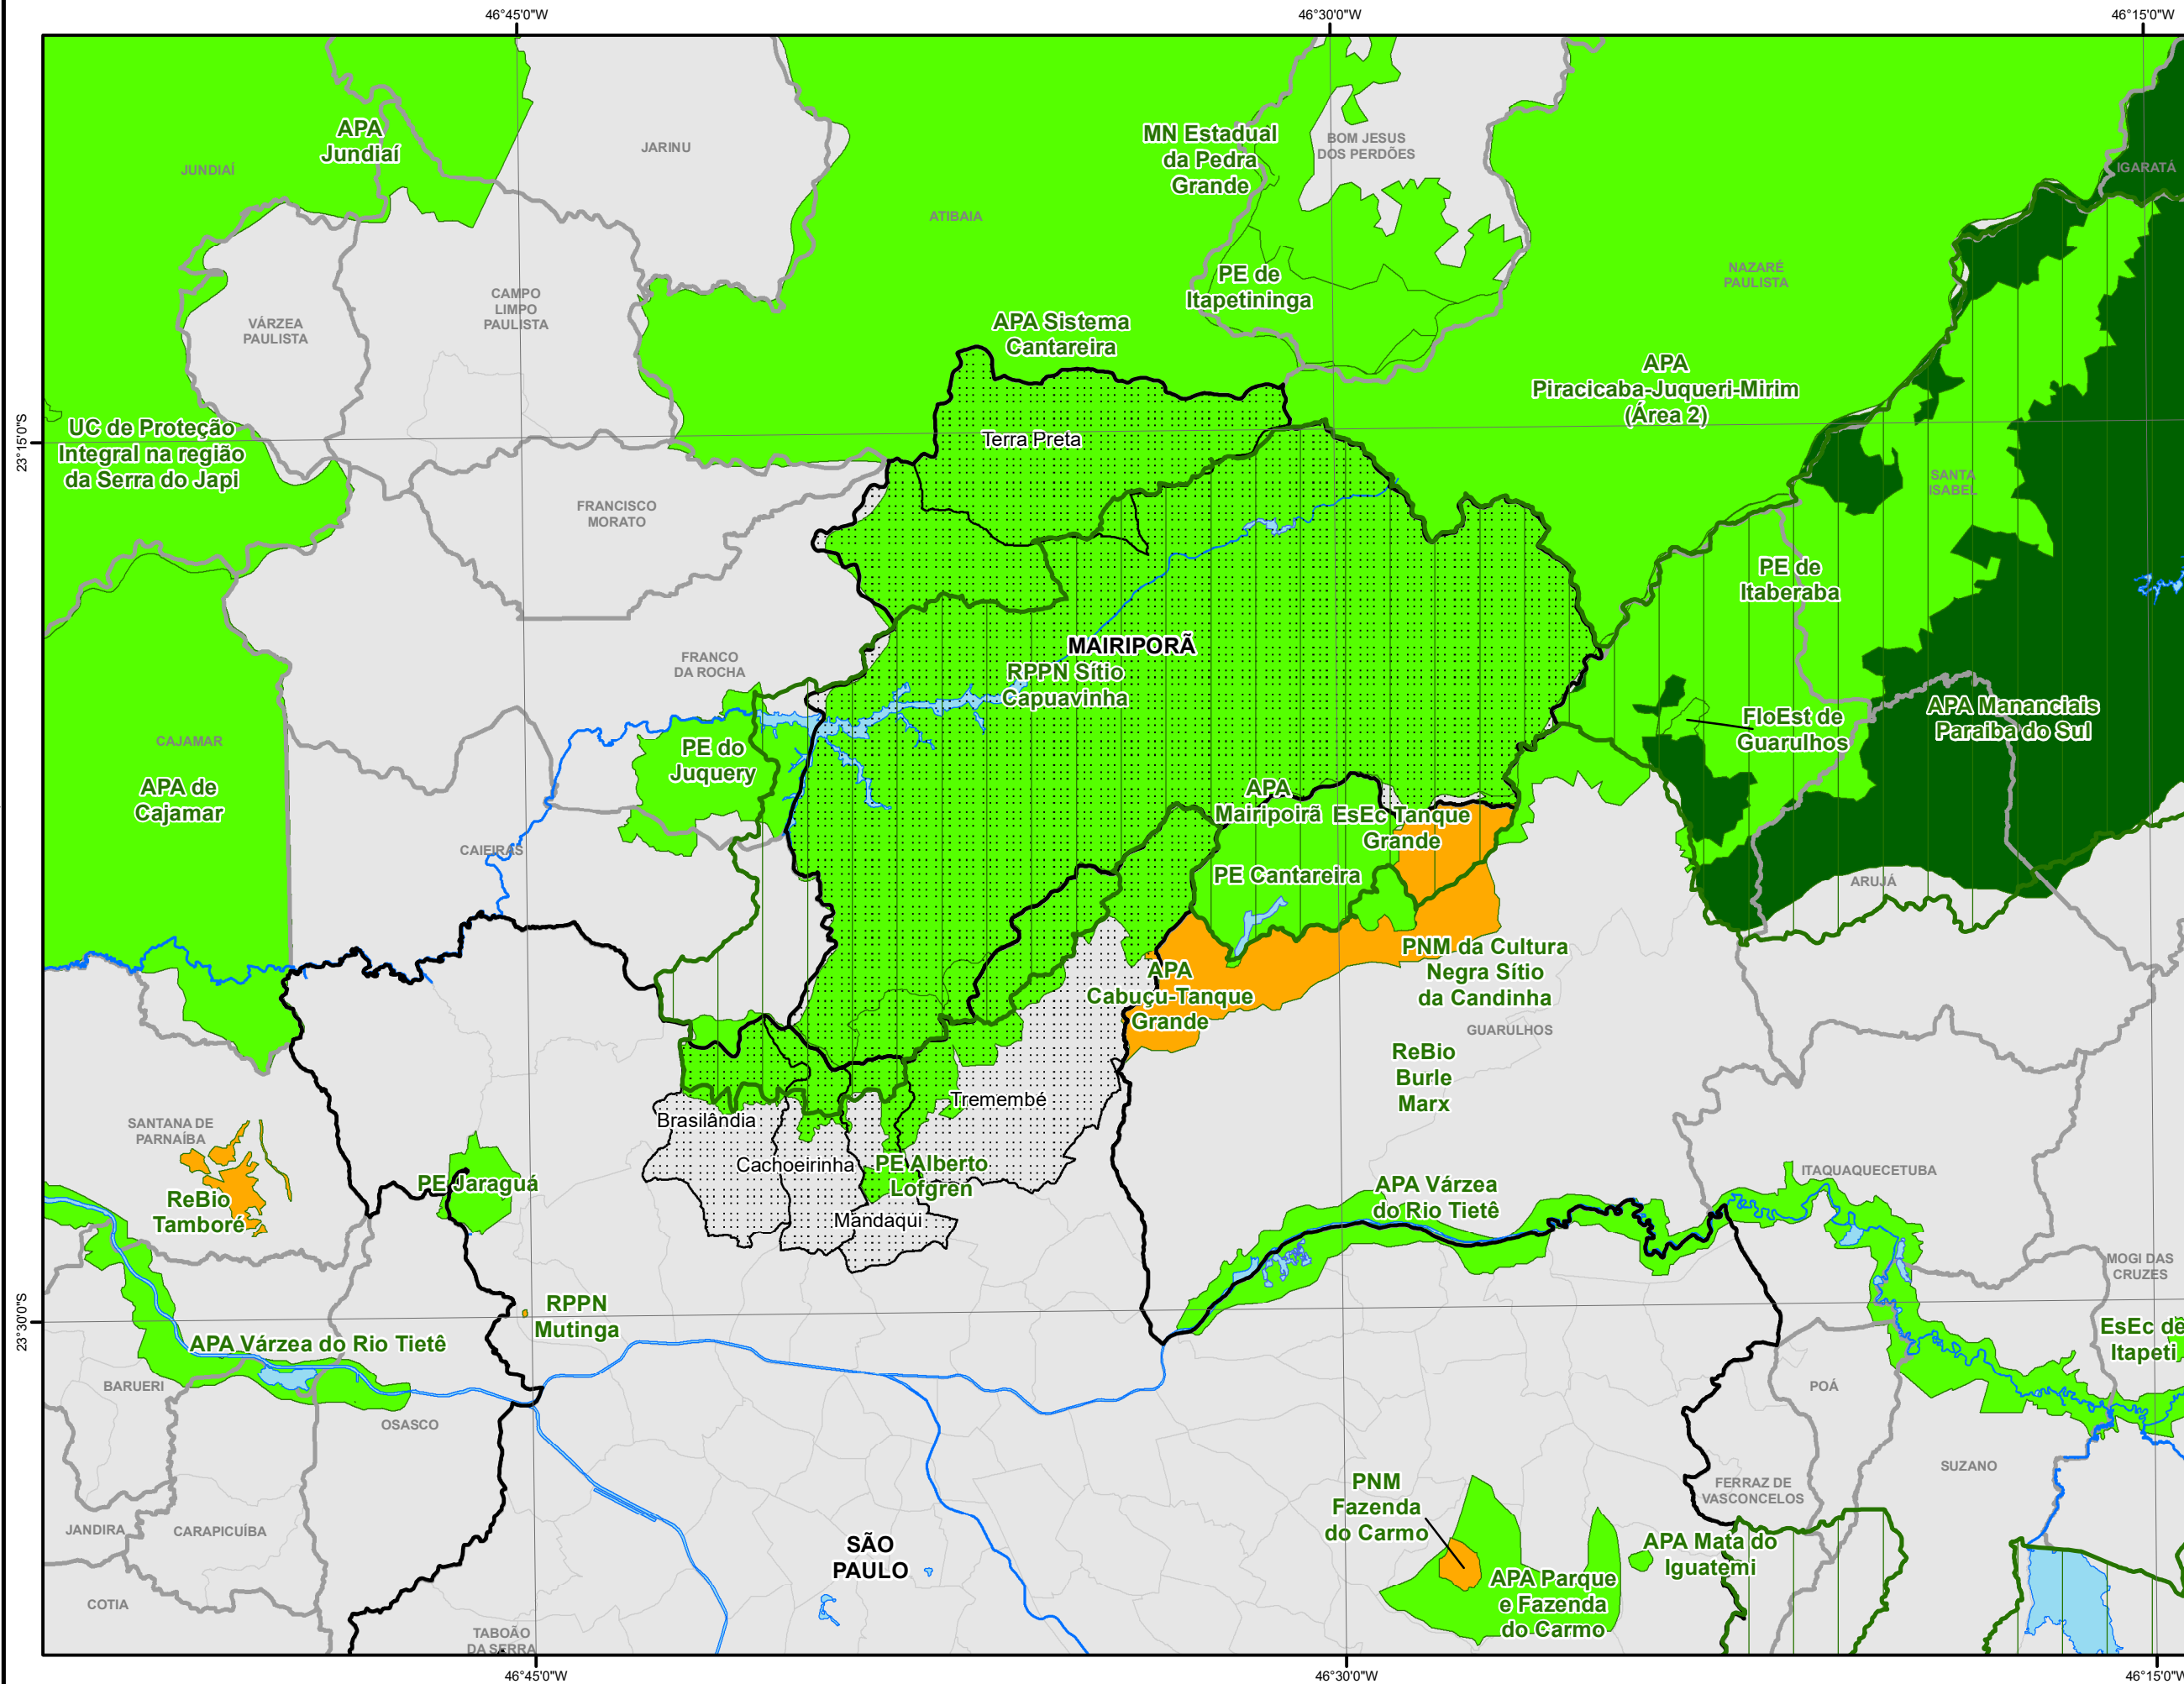 46°45'0"W
46°30'0"W
46°15'0"W
APA
Jundiaí
JUNDIAÍ
JARINU
ATIBAIA
MN Estadual
da Pedra
Grande
BOM JESUS
DOS PERDÕES
IGARATÁ
VÁRZEA
PAULISTA
CAMPO
LIMPO
PAULISTA
PE de
Itapetininga
NAZARÉ
PAULISTA
APA Sistema
Cantareira
APA
Piracicaba-Juqueri-Mirim
(Área 2)
23°15'0"S
UC de Proteção
Integral na região
da Serra do Japi
Terra Preta
FRANCISCO
MORATO
SANTA
ISABEL
PE de
Itaberaba
MAIRIPORÃ
RPPN Sítio
Capuavinha
FRANCO
DA ROCHA
CAJAMAR
APA de
Cajamar
PE do
Juquery
FloEst de
Guarulhos
APA Mananciais
Paraiba do Sul
APA
Mairipoirã
EsEc Tanque
Grande
CAIEIRAS
PE Cantareira
ARUJÁ
APA
Cabuçu-Tanque
Grande
PNM da Cultura
Negra Sítio
da Candinha
GUARULHOS
ReBio
Burle
Marx
SANTANA DE
PARNAÍBA
Brasilândia
Tremembé
Cachoeirinha
PE Alberto
Lofgren
Mandaqui
PE Jaraguá
ReBio
Tamboré
APA Várzea
do Rio Tietê
ITAQUAQUECETUBA
MOGI DAS
CRUZES
23°30'0"S
RPPN
Mutinga
APA Várzea do Rio Tietê
EsEc de
Itapeti
BARUERI
OSASCO
POÁ
SUZANO
FERRAZ DE
VASCONCELOS
JANDIRA
CARAPICUÍBA
SÃO
PAULO
PNM
Fazenda
do Carmo
APA Mata do
Iguatemi
APA Parque
e Fazenda
do Carmo
COTIA
TABOÃO
DA SERRA
46°45'0"W
46°30'0"W
46°15'0"W